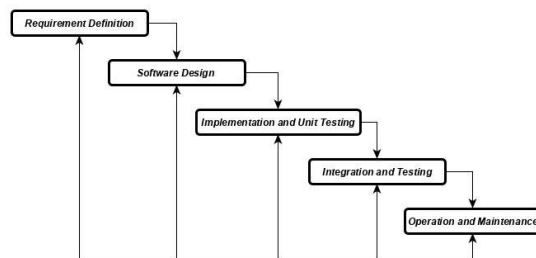 Requirement Definition
Software Design
Implementation and Unit Testing
Integration and Testing
Operation and Maintenance